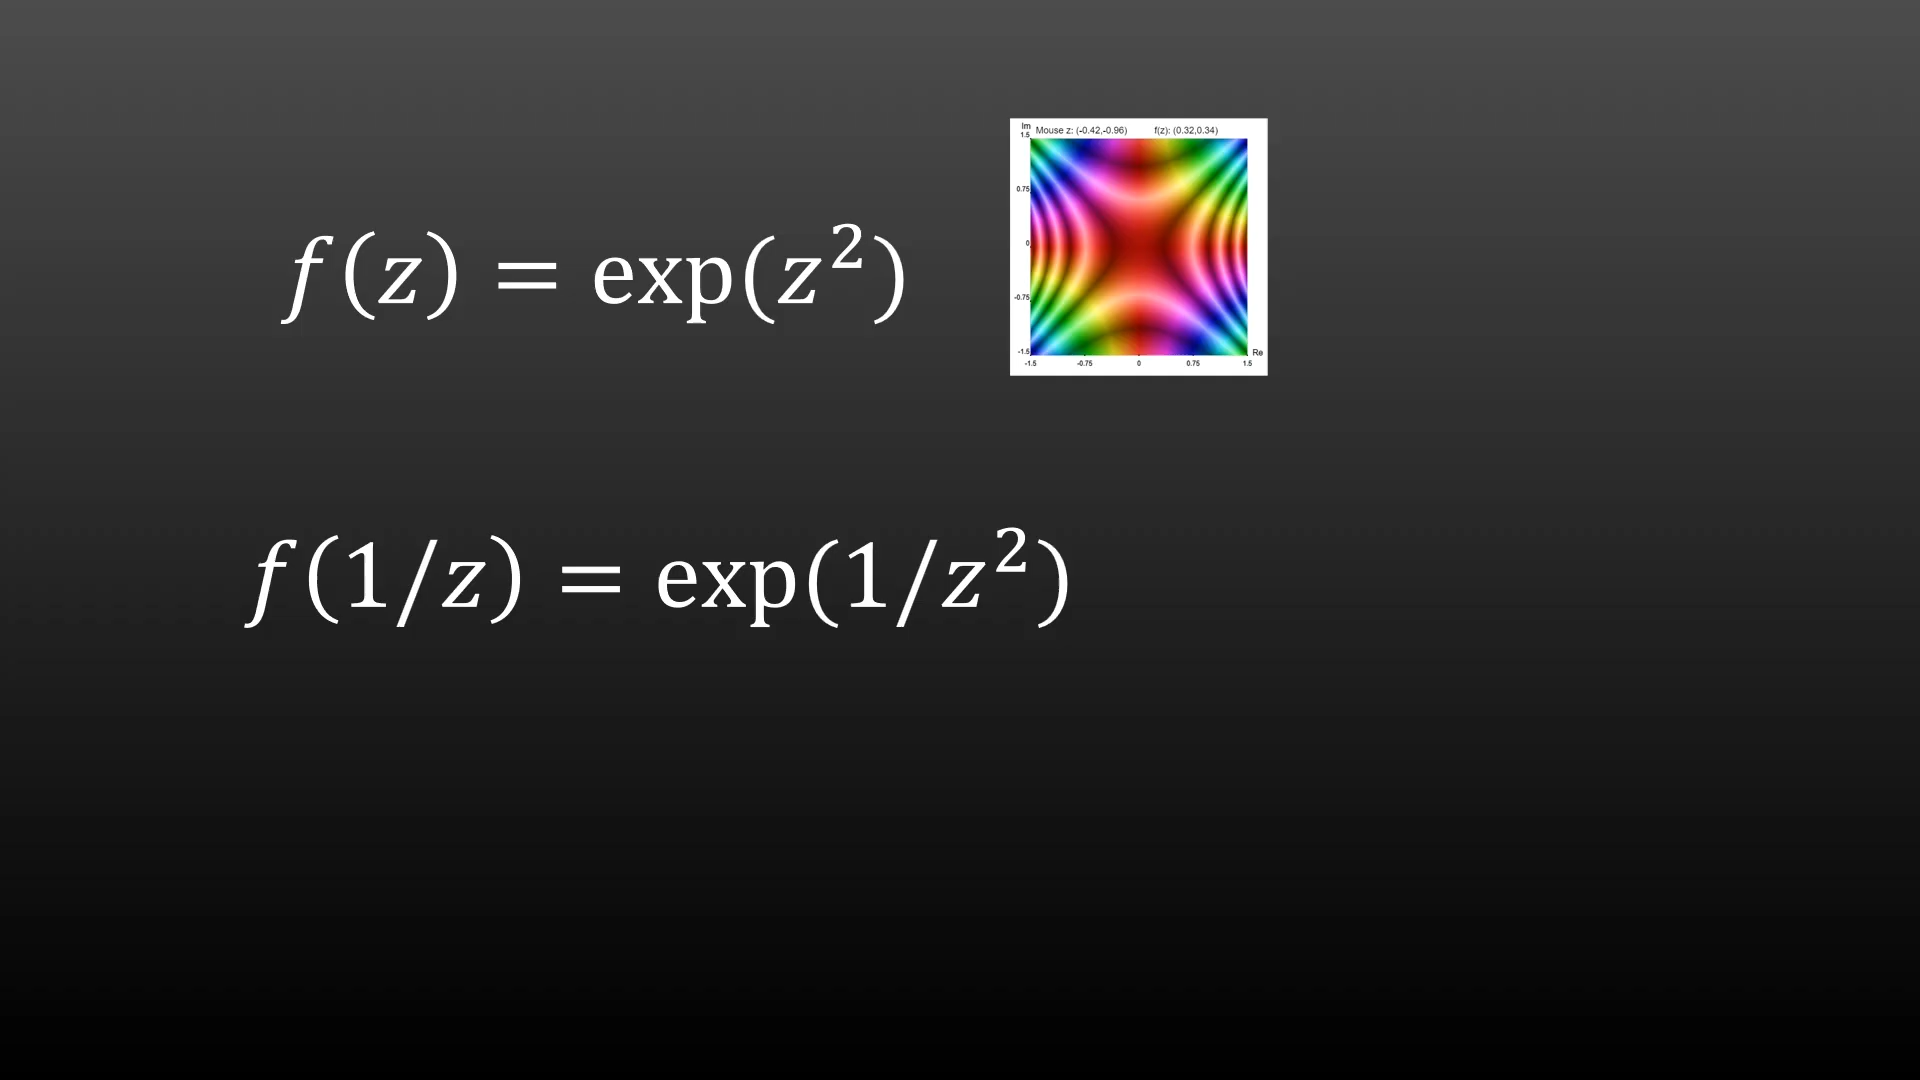 Im
Mouse z: (-0.42,-0.96) f(z): (0.32,0.34)
1.5
0.75
f(z) = exp(z²)
0
-0.75
-1.5
Re
-1.5 -0.75 0 0.75 1.5
f(1/z) = exp(1/z²)